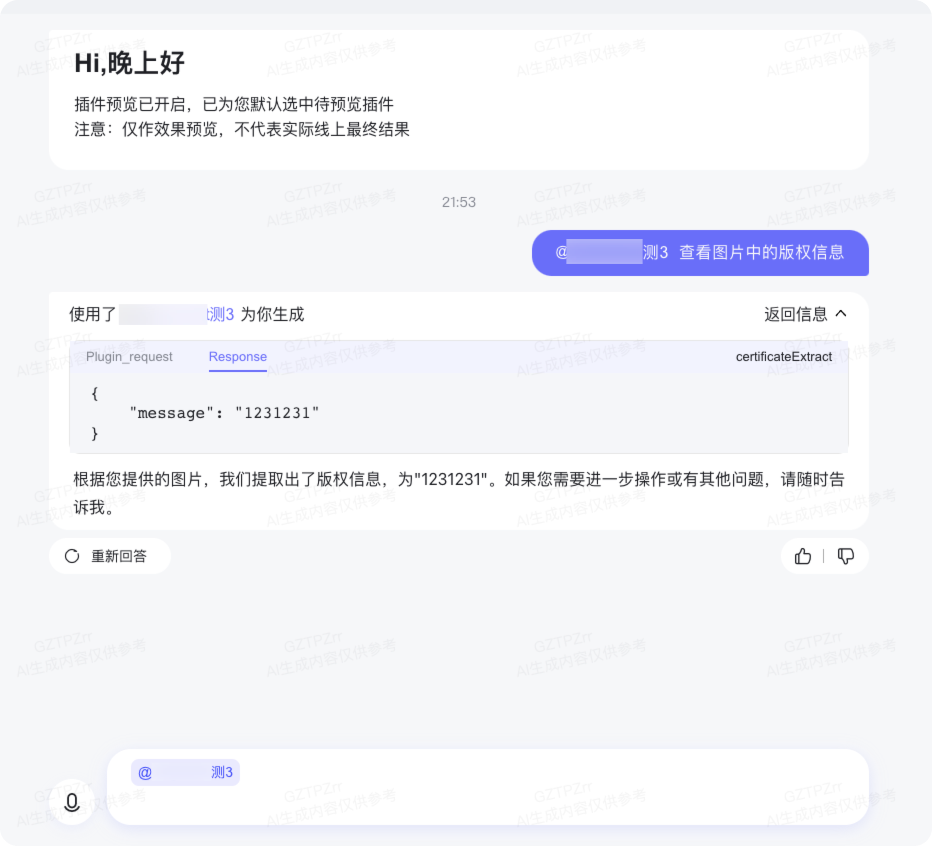 Hi,晚上好
插件预览已开启，已为您默认选中待预览插件
注意：仅作效果预览，不代表实际线上最终结果
21:53
@测3 查看图片中的版权信息
使用了测3 为你生成
返回信息
Plugin_request
Response
certificateExtract
{
"message": "1231231"
}
根据您提供的图片，我们提取出了版权信息，为"1231231"。如果您需要进一步操作或有其他问题，请随时告
诉我。
重新回答
@测3
GZTPZrr
AI生成内容仅供参考